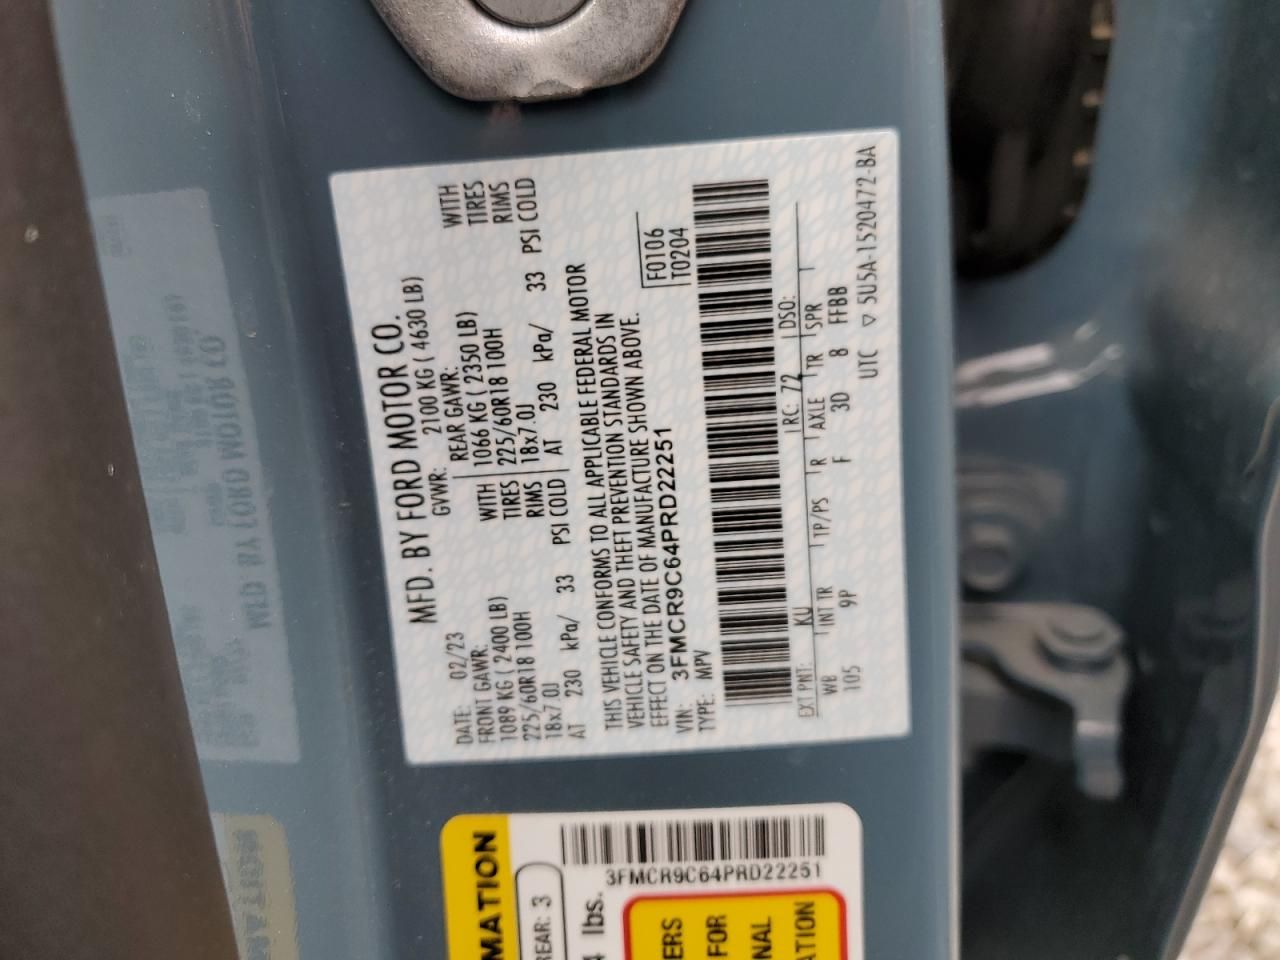 MFD. BY FORD MOTOR CO.
DATE: 02/23
GVWR: 2100 KG ( 4630 LB)
FRONT GAWR:
REAR GAWR:
1089 KG ( 2400 LB)
WITH
1066 KG ( 2350 LB)
WITH
225/60R18 100H
TIRES
225/60R18 100H
TIRES
18x7.0J
RIMS
18x7.0J
RIMS
AT 230 kPa/ 33 PSI COLD
AT 230 kPa/ 33 PSI COLD
THIS VEHICLE CONFORMS TO ALL APPLICABLE FEDERAL MOTOR
VEHICLE SAFETY AND THEFT PREVENTION STANDARDS IN
EFFECT ON THE DATE OF MANUFACTURE SHOWN ABOVE.
VIN: 3FMCR9C64PRD22251
TYPE: MPV
F0106
T0204
EXT PNT: KU RC: 72 DSO:
WB INT TR TP/PS R AXLE TR SPR
105 9P F 3D 8 FFBB
UTC ▽ 5U5A-1520472-BA
MATION
REAR: 3
4 lbs.
3FMCR9C64PRD22251
ERS
FOR
NAL
ATION